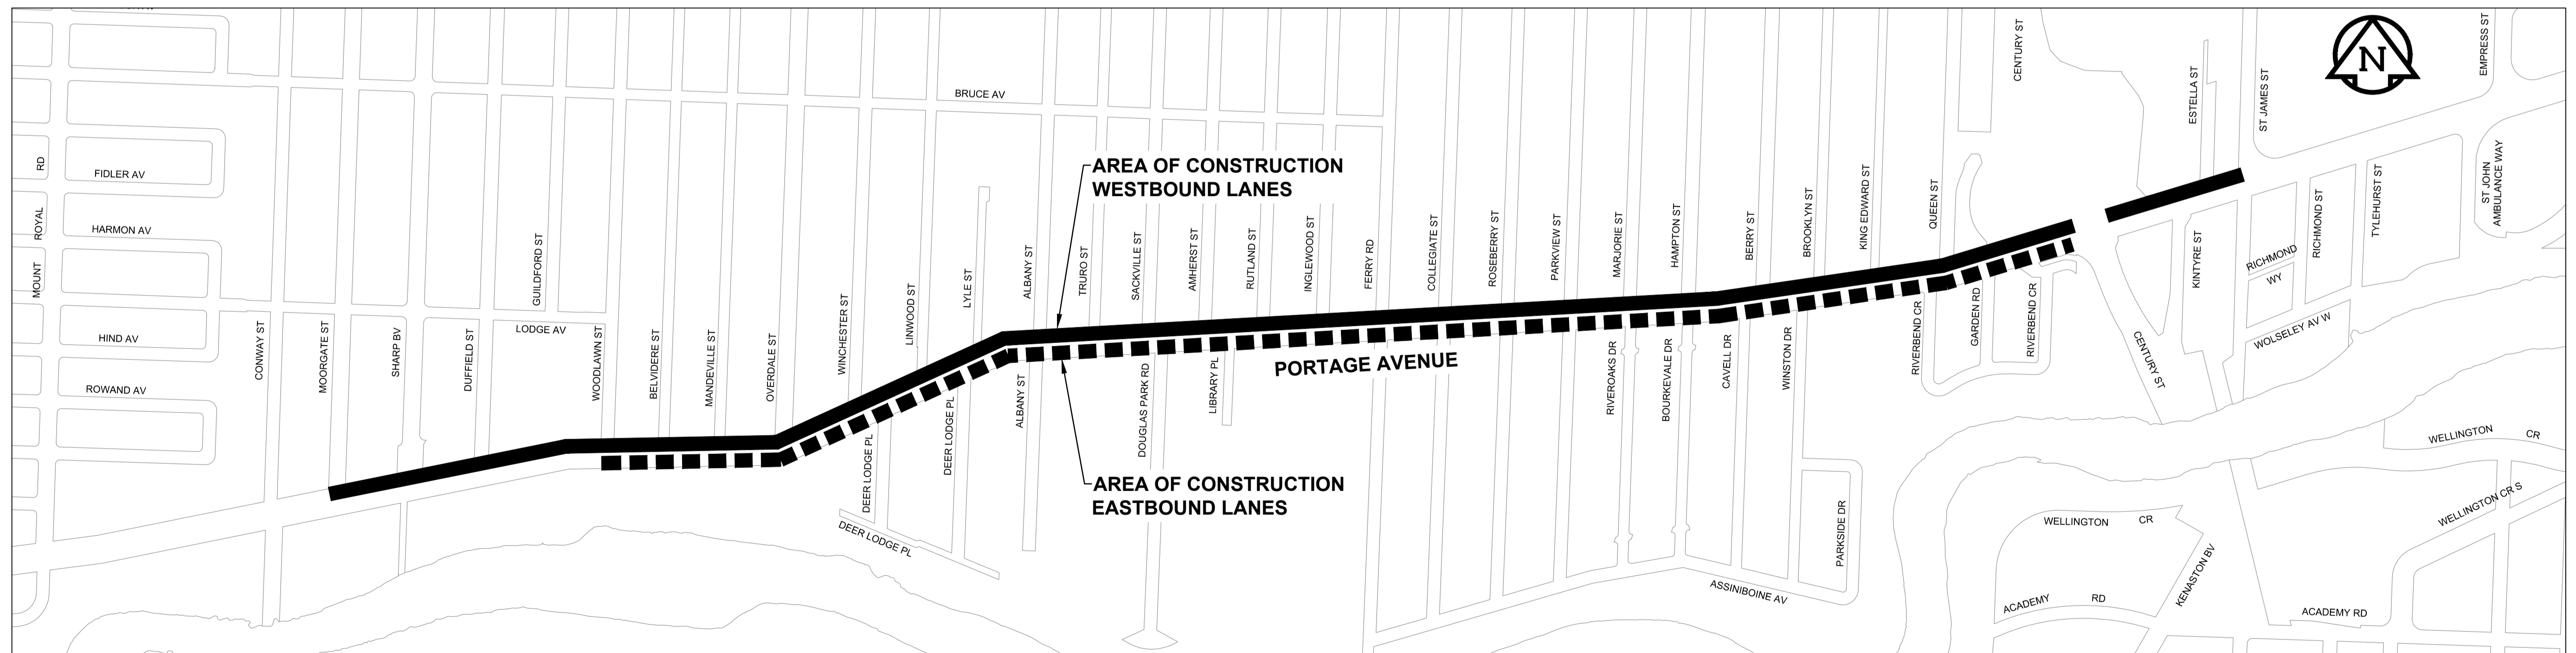 CENTURY ST
EMPRESS ST
N
ESTELLA ST
ST JAMES ST
BRUCE AV
ST JOHN
AMBULANCE WAY
RD
ROYAL
MOUNT
FIDLER AV
HARMON AV
HIND AV
ROWAND AV
AREA OF CONSTRUCTION
WESTBOUND LANES
CONWAY ST
MOORGATE ST
SHARP BV
DUFFIELD ST
GUILDFORD ST
LODGE AV
WOODLAWN ST
BELVIDERE ST
MANDEVILLE ST
OVERDALE ST
WINCHESTER ST
LINWOOD ST
LYLE ST
ALBANY ST
TRURO ST
SACKVILLE ST
AMHERST ST
RUTLAND ST
INGLEWOOD ST
FERRY RD
COLLEGIATE ST
ROSEBERRY ST
PARKVIEW ST
MARJORIE ST
HAMPTON ST
BERRY ST
BROOKLYN ST
KING EDWARD ST
QUEEN ST
KINTYRE ST
RICHMOND
WY
RICHMOND ST
TYLEHURST ST
WOLSELEY AV W
PORTAGE AVENUE
DEER LODGE PL
DEER LODGE PL
DEER LODGE PL
ALBANY ST
DOUGLAS PARK RD
LIBRARY PL
RIVEROAKS DR
BOURKEVALE DR
CAVELL DR
WINSTON DR
RIVERBEND CR
GARDEN RD
RIVERBEND CR
CENTURY ST
AREA OF CONSTRUCTION
EASTBOUND LANES
PARKSIDE DR
ASSINIBOINE AV
WELLINGTON CR
WELLINGTON CR
WELLINGTON CR S
KENASTON BV
ACADEMY RD
ACADEMY RD